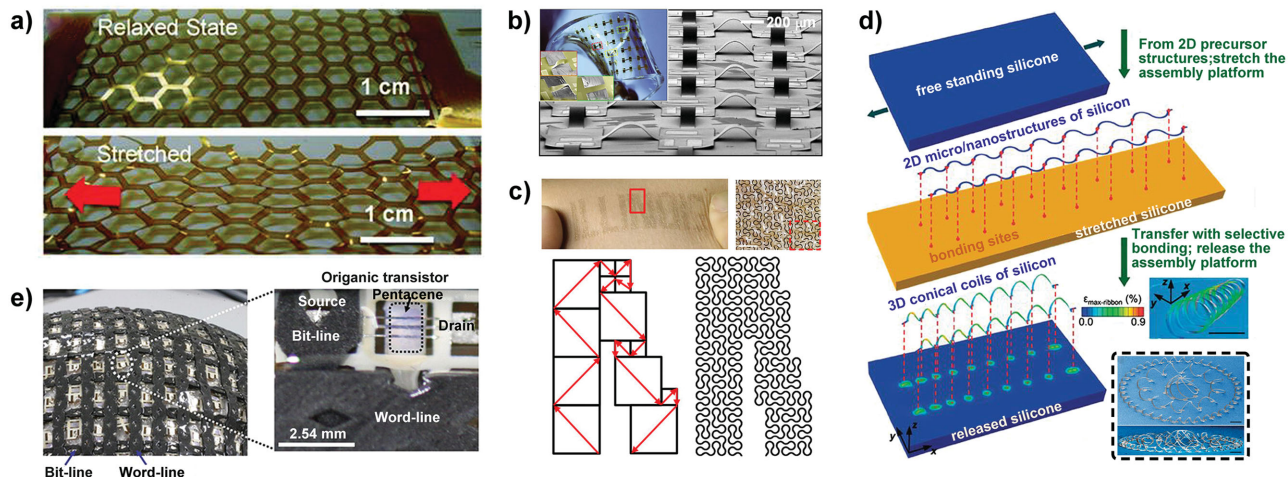 a)
Relaxed State
1 cm
Stretched
1 cm
b)
200 μm
c)
d)
free standing silicone
From 2D precursor
structures;stretch the
assembly platform
2D micro/nanostructures of silicon
bonding sites
stretched silicone
Transfer with selective
bonding; release the
assembly platform
3D conical coils of silicon
εmax-ribbon (%)
0.0
0.9
z
y
x
released silicone
z
y
x
e)
Bit-line
Word-line
Origanic transistor
Pentacene
Source
Bit-line
Drain
Word-line
2.54 mm